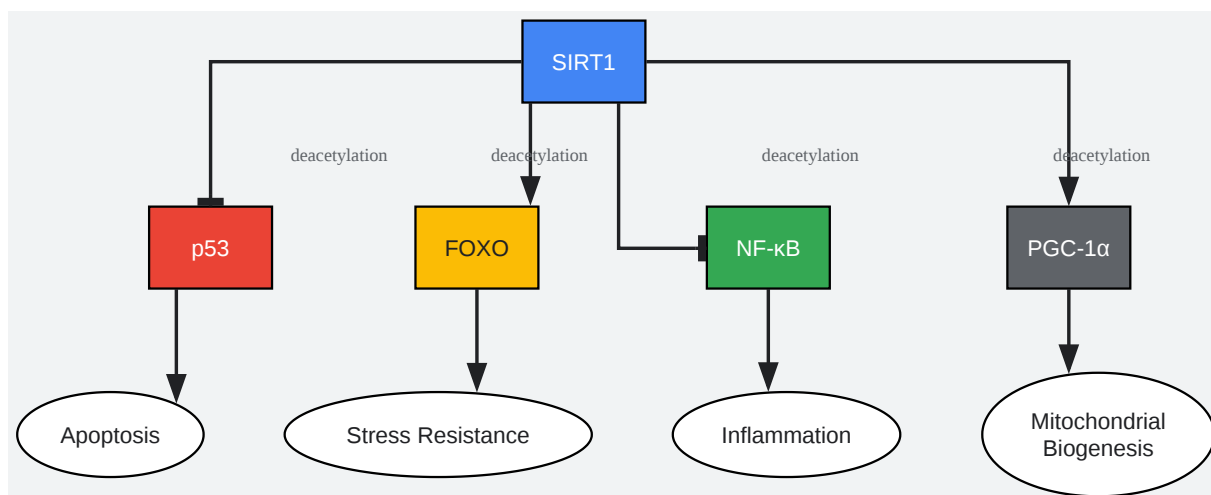 SIRT1
deacetylation
deacetylation
deacetylation
deacetylation
p53
FOXO
NF-κB
PGC-1α
Apoptosis
Stress Resistance
Inflammation
Mitochondrial
Biogenesis